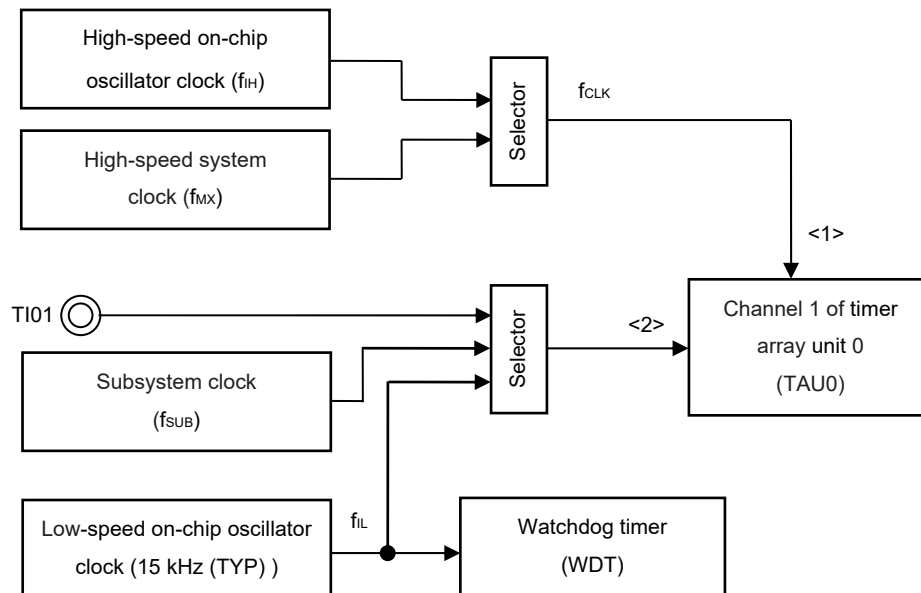 High-speed on-chip
oscillator clock (fIH)
Selector
fCLK
High-speed system
clock (fMX)
<1>
TI01
Selector
<2>
Channel 1 of timer
array unit 0
(TAU0)
Subsystem clock
(fSUB)
Low-speed on-chip oscillator
clock (15 kHz (TYP) )
fIL
Watchdog timer
(WDT)